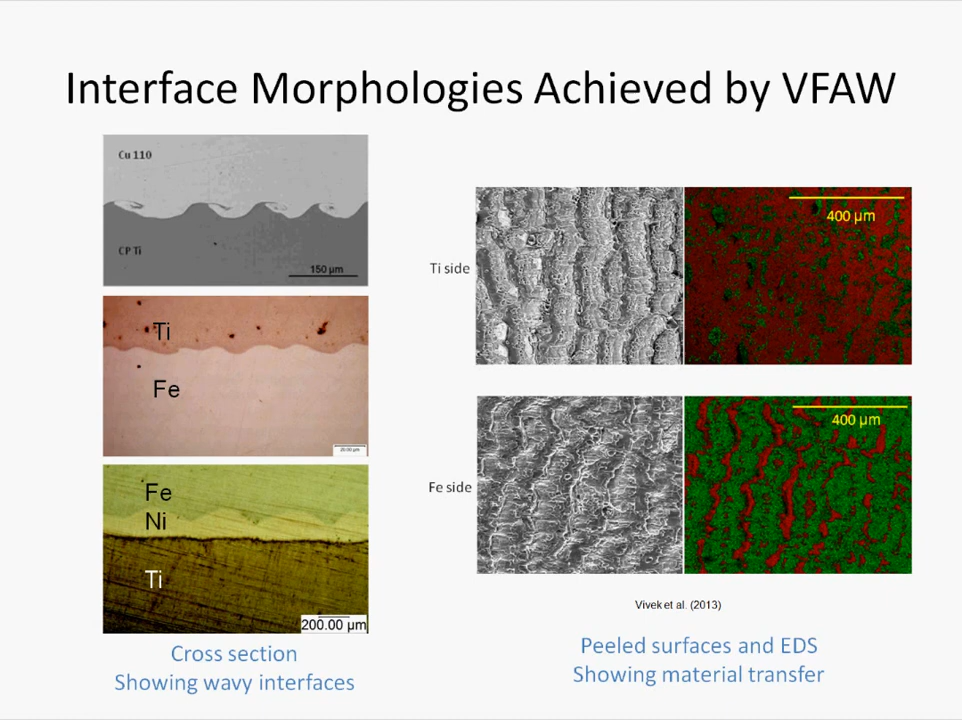 Interface Morphologies Achieved by VFAW
Cu 110
CP Ti
150 µm
Ti
Fe
20.00 µm
Fe
Ni
Ti
200.00 µm
Cross section
Showing wavy interfaces
Ti side
400 µm
Fe side
400 µm
Vivek et al. (2013)
Peeled surfaces and EDS
Showing material transfer